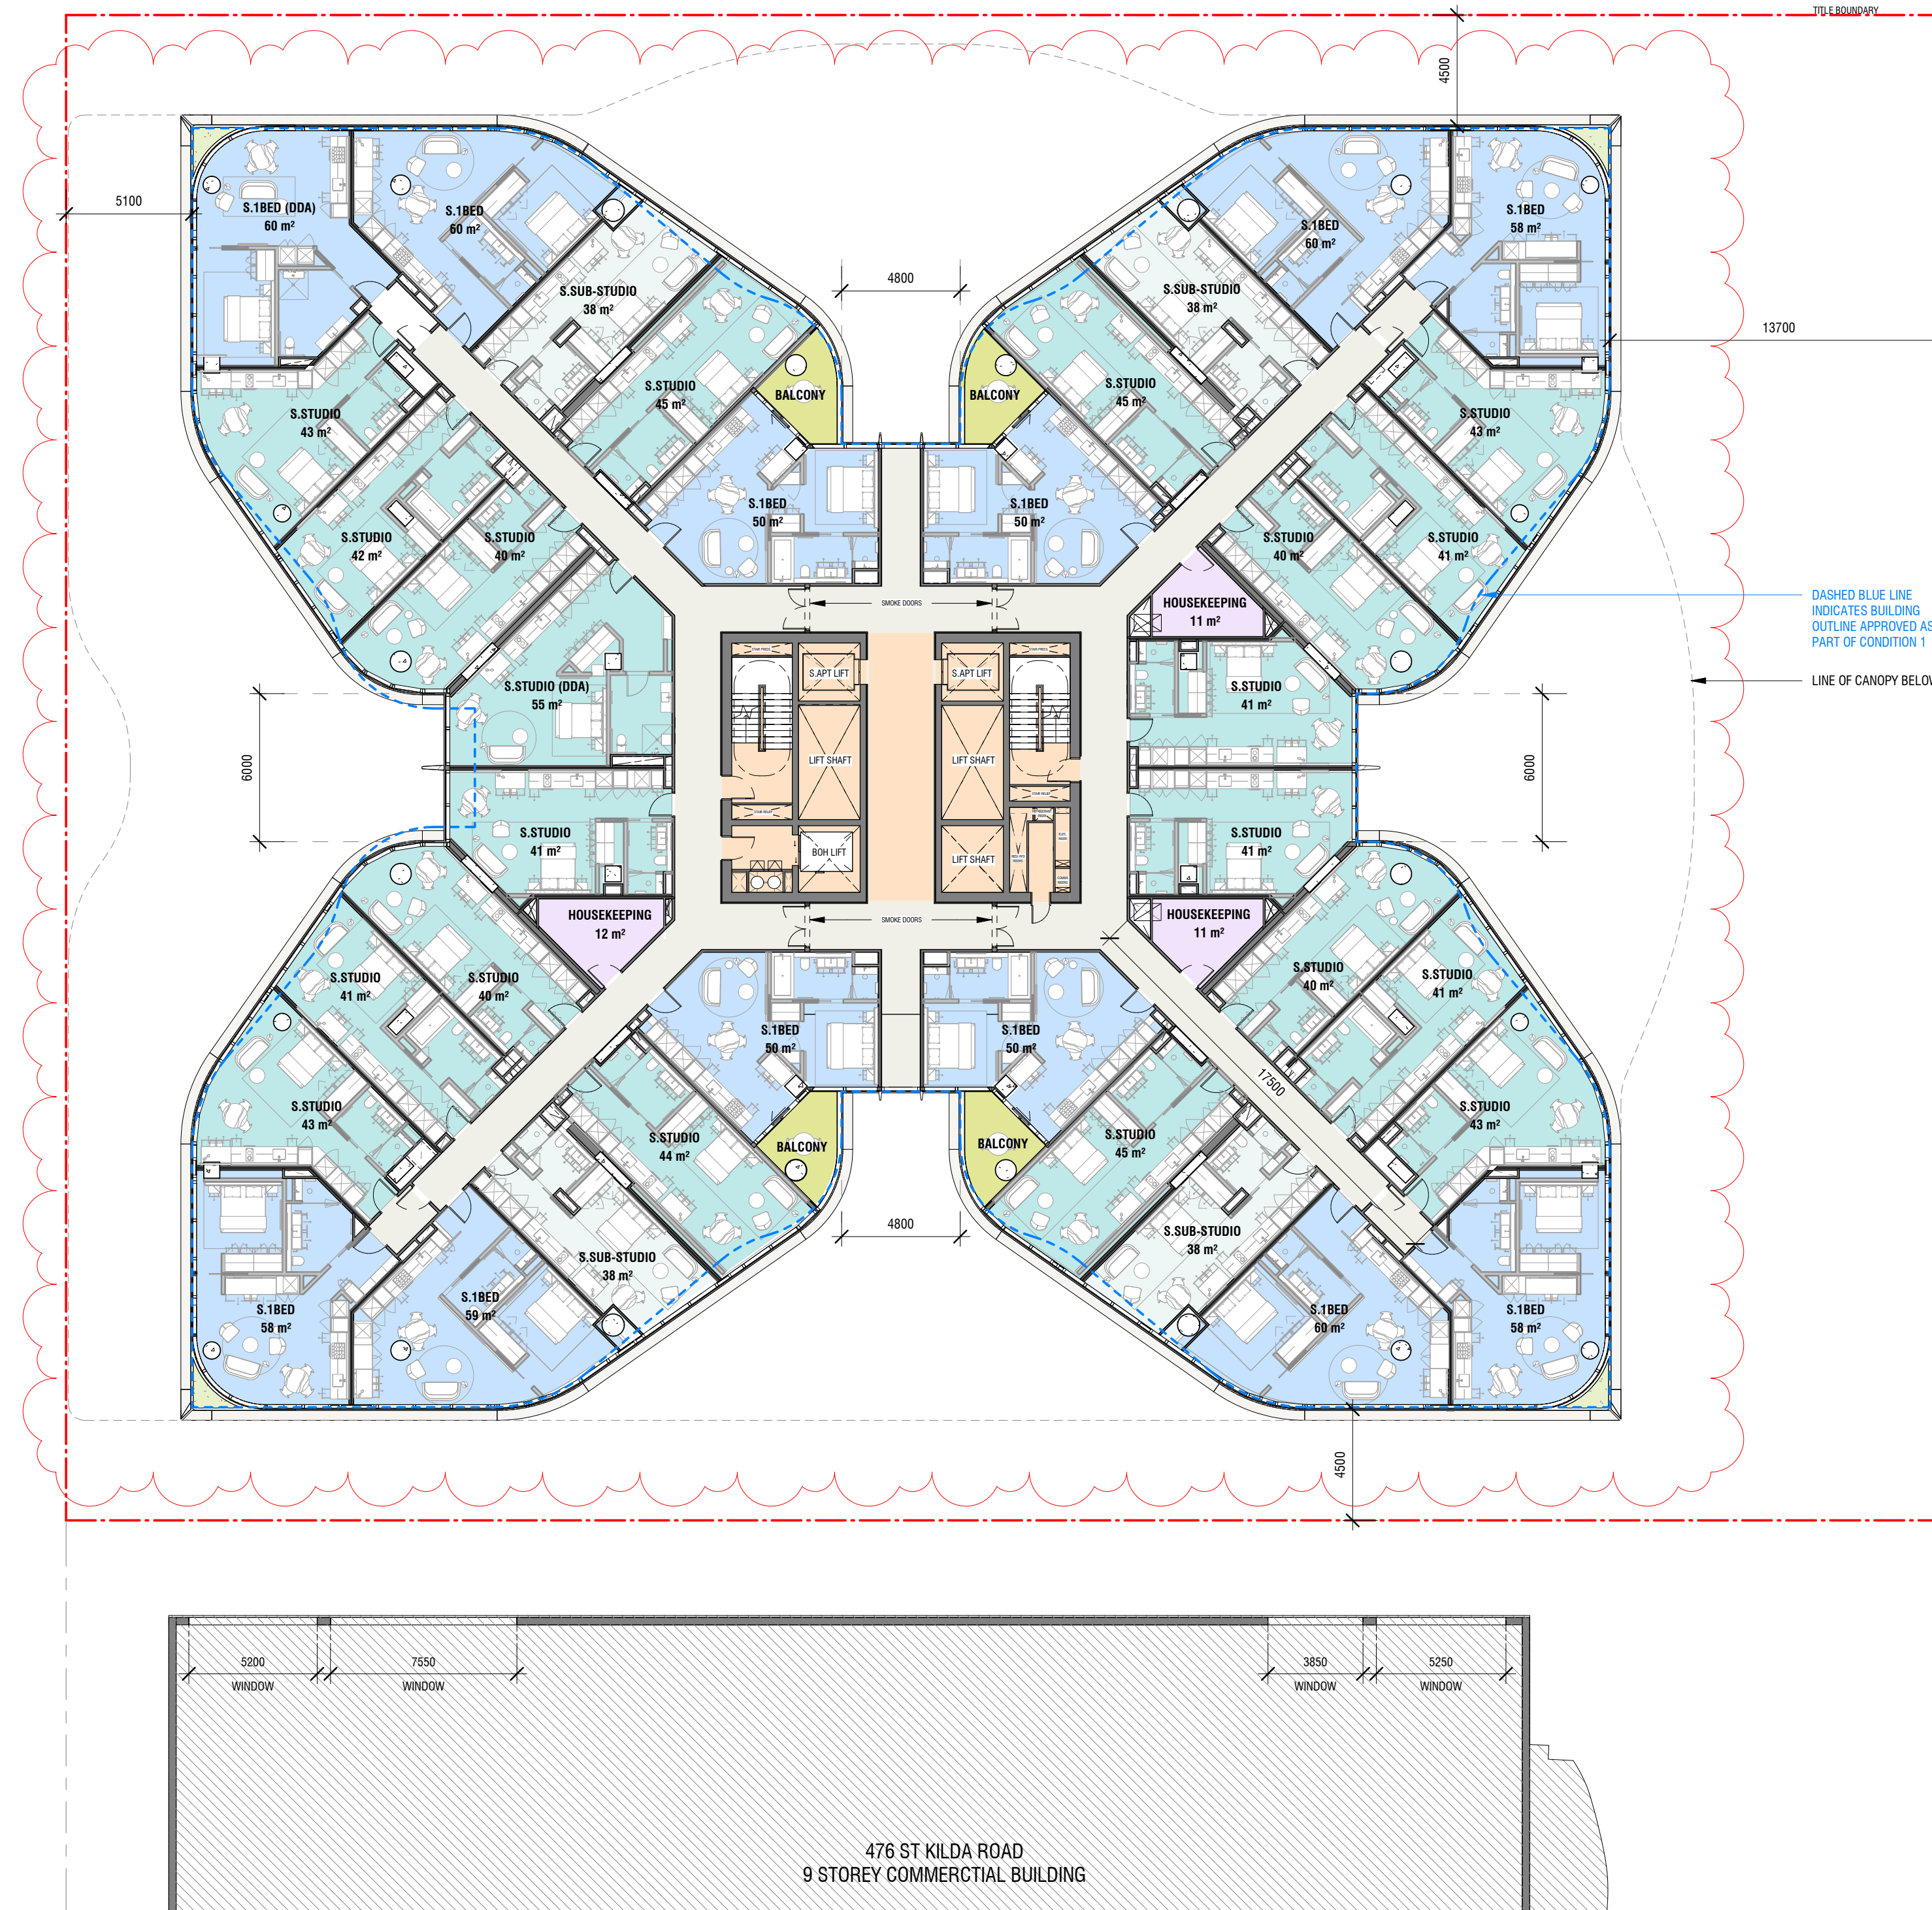 TITLE BOUNDARY
4500
5100
S.1BED (DDA)
60 m²
S.1BED
60 m²
S.1BED
60 m²
S.1BED
58 m²
S.SUB-STUDIO
38 m²
4800
S.SUB-STUDIO
38 m²
13700
S.STUDIO
43 m²
S.STUDIO
45 m²
BALCONY
BALCONY
S.STUDIO
45 m²
S.STUDIO
43 m²
S.STUDIO
42 m²
S.STUDIO
40 m²
S.1BED
50 m²
S.1BED
50 m²
S.STUDIO
40 m²
S.STUDIO
41 m²
SMOKE DOORS
HOUSEKEEPING
11 m²
DASHED BLUE LINE
INDICATES BUILDING
OUTLINE APPROVED AS
PART OF CONDITION 1
LINE OF CANOPY BELOW
S.STUDIO (DDA)
55 m²
STAIR PRESS
S.APT LIFT
S.APT LIFT
STAIR PRESS
S.STUDIO
41 m²
6000
LIFT SHAFT
LIFT SHAFT
6000
STAIR RELIEF
STAIR RELIEF
S.STUDIO
41 m²
BOH LIFT
LIFT SHAFT
S.STUDIO
41 m²
HOUSEKEEPING
12 m²
SMOKE DOORS
HOUSEKEEPING
11 m²
S.STUDIO
41 m²
S.STUDIO
40 m²
S.1BED
50 m²
S.1BED
50 m²
S.STUDIO
40 m²
S.STUDIO
41 m²
17500
S.STUDIO
43 m²
S.STUDIO
44 m²
BALCONY
BALCONY
S.STUDIO
45 m²
S.STUDIO
43 m²
S.SUB-STUDIO
38 m²
4800
S.SUB-STUDIO
38 m²
S.1BED
58 m²
S.1BED
59 m²
S.1BED
60 m²
S.1BED
58 m²
4500
5200
WINDOW
7550
WINDOW
3850
WINDOW
5250
WINDOW
476 ST KILDA ROAD
9 STOREY COMMERCTIAL BUILDING